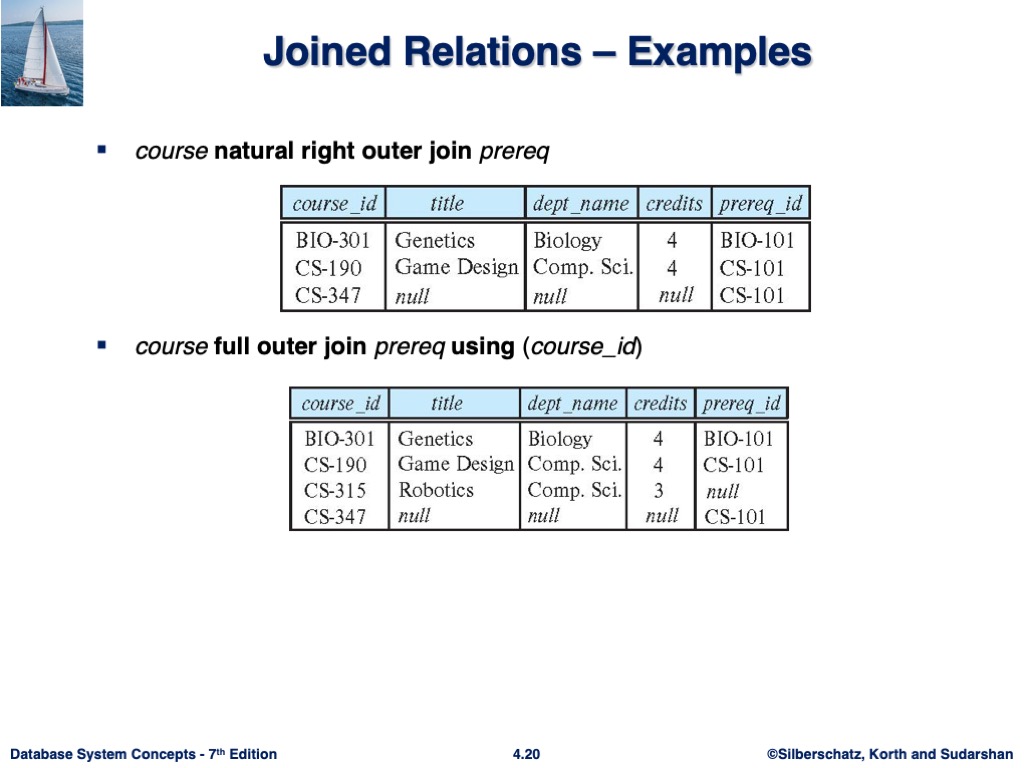 Joined Relations – Examples
▪ course natural right outer join prereq
course_id title dept_name credits prereq_id
BIO-301 Genetics Biology 4 BIO-101
CS-190 Game Design Comp. Sci. 4 CS-101
CS-347 null null null CS-101
▪ course full outer join prereq using (course_id)
course_id title dept_name credits prereq_id
BIO-301 Genetics Biology 4 BIO-101
CS-190 Game Design Comp. Sci. 4 CS-101
CS-315 Robotics Comp. Sci. 3 null
CS-347 null null null CS-101
Database System Concepts - 7th Edition 4.20 ©Silberschatz, Korth and Sudarshan